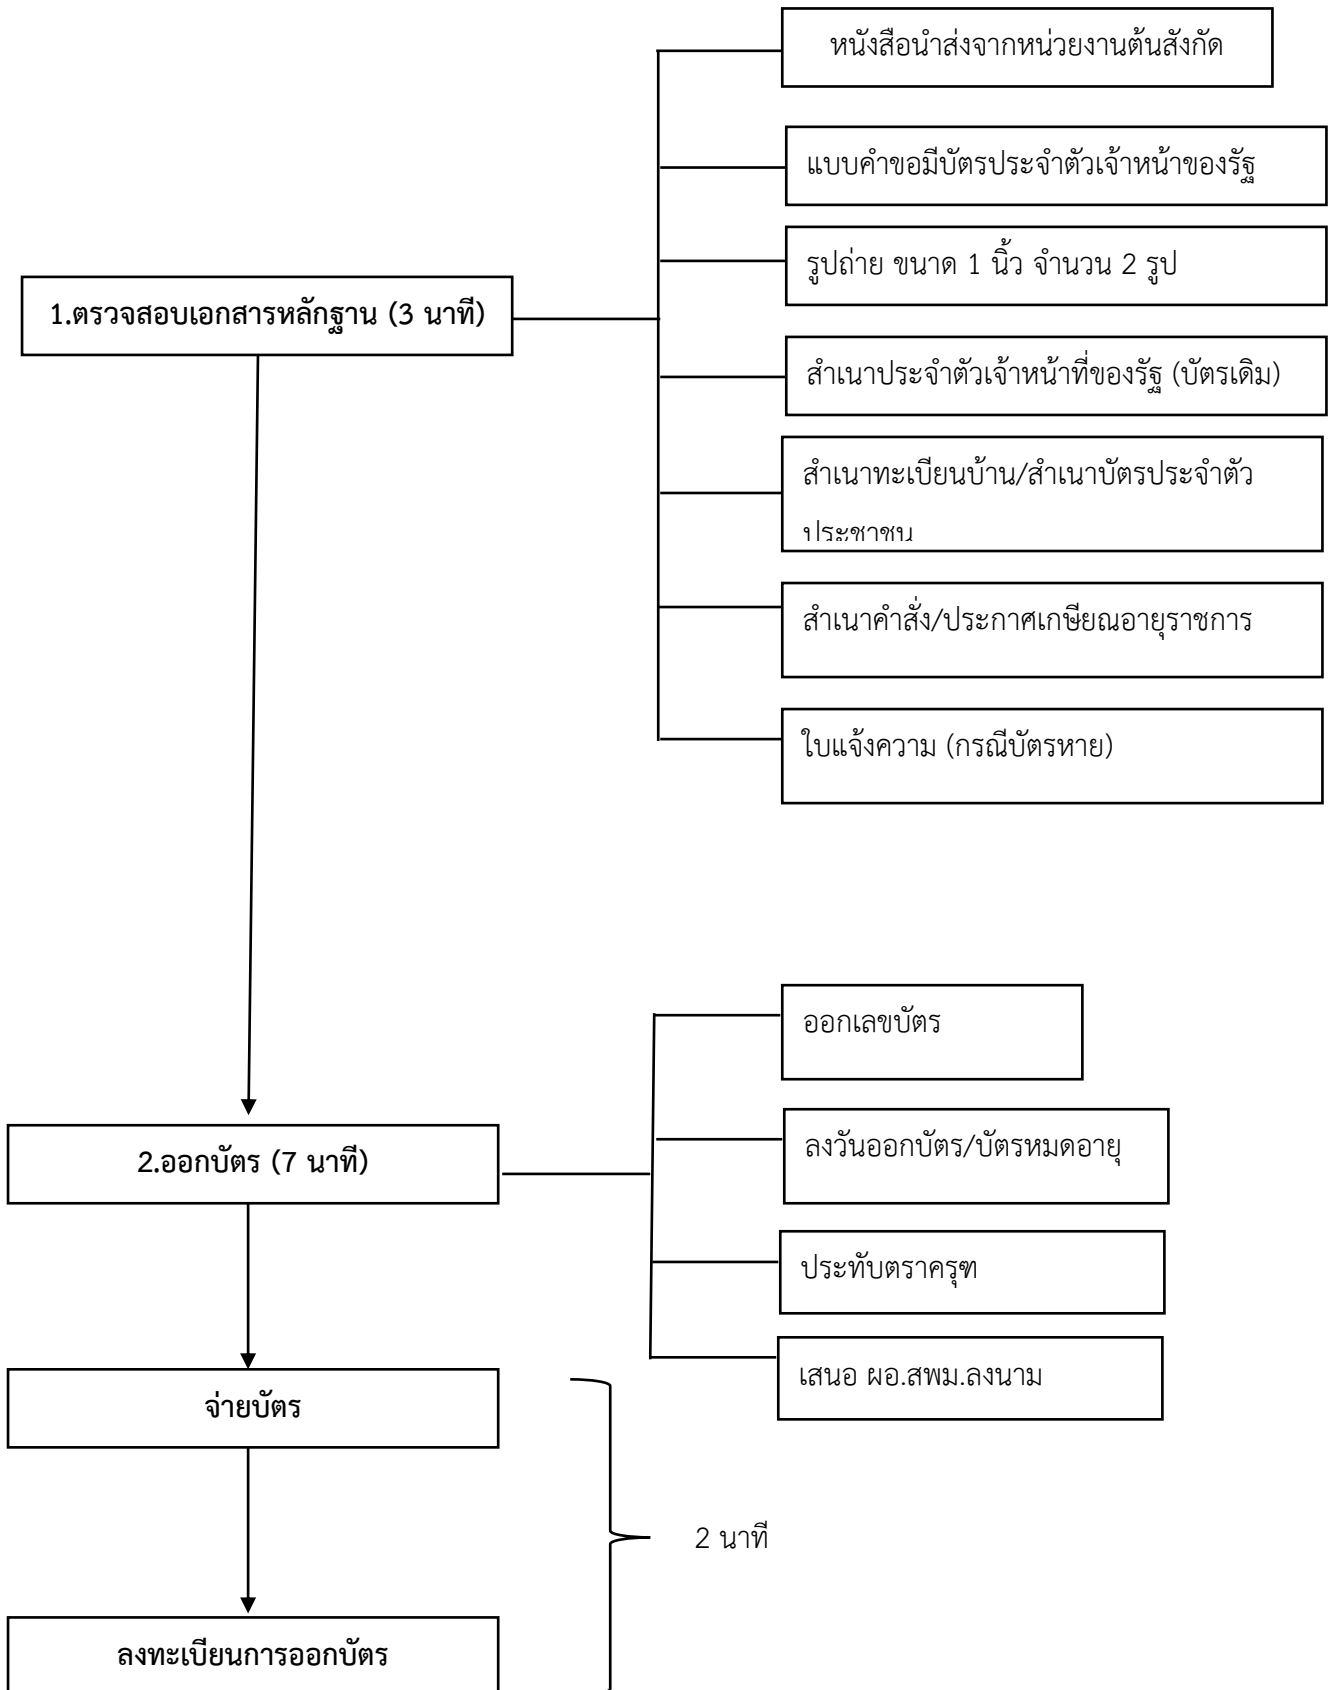 หนังสือนำส่งจากหน่วยงานต้นสังกัด
แบบคำขอมีบัตรประจำตัวเจ้าหน้าของรัฐ
รูปถ่าย ขนาด 1 นิ้ว จำนวน 2 รูป
1.ตรวจสอบเอกสารหลักฐาน (3 นาที)
สำเนาประจำตัวเจ้าหน้าที่ของรัฐ (บัตรเดิม)
สำเนาทะเบียนบ้าน/สำเนาบัตรประจำตัว
ประชาชน
สำเนาคำสั่ง/ประกาศเกษียณอายุราชการ
ใบแจ้งความ (กรณีบัตรหาย)
ออกเลขบัตร
2.ออกบัตร (7 นาที)
ลงวันออกบัตร/บัตรหมดอายุ
ประทับตราครุฑ
เสนอ ผอ.สพม.ลงนาม
จ่ายบัตร
2 นาที
ลงทะเบียนการออกบัตร